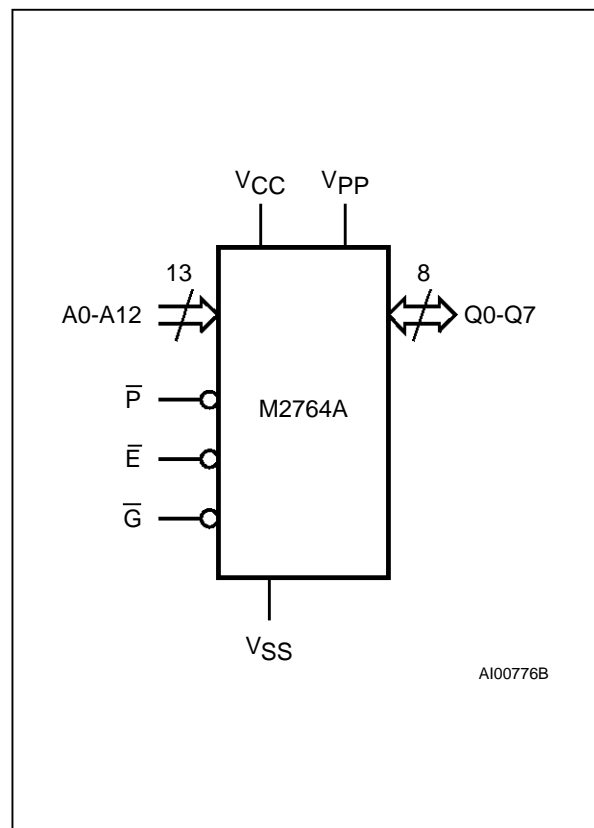 VCC VPP
13 8
A0-A12 Q0-Q7
P̅
M2764A
E̅
G̅
VSS
AI00776B